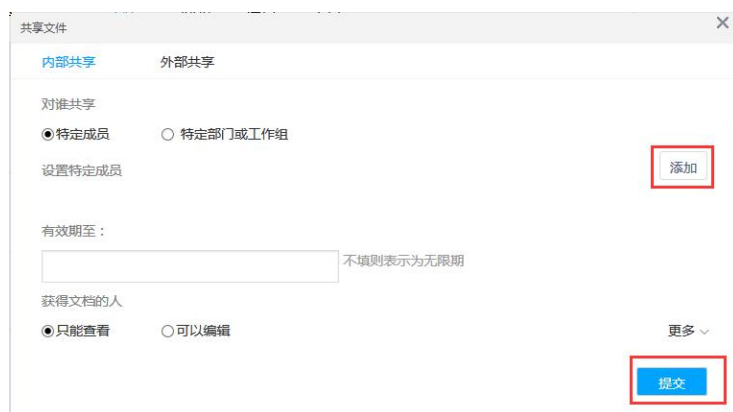 共享文件
内部共享 外部共享
对谁共享
特定成员 特定部门或工作组
设置特定成员 添加
有效期至：
不填则表示为无限期
获得文档的人
只能查看 可以编辑 更多
提交